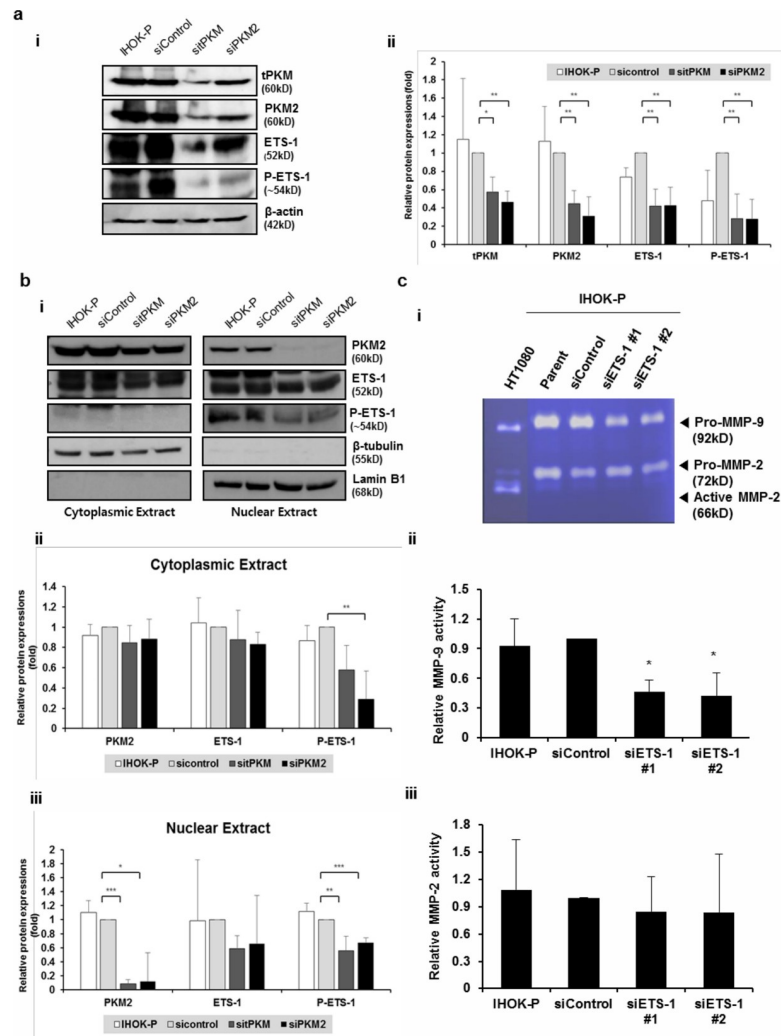 a
i
IHOK-P siControl sitPKM siPKM2
tPKM
(60kD)
PKM2
(60kD)
ETS-1
(52kD)
P-ETS-1
(~54kD)
β-actin
(42kD)
ii
Relative protein expressions(fold)
2
1.8
1.6
1.4
1.2
1
0.8
0.6
0.4
0.2
0
IHOK-P sicontrol sitPKM siPKM2
** ** ** **
* ** ** **
tPKM PKM2 ETS-1 P-ETS-1
b
i
IHOK-P siControl sitPKM siPKM2 IHOK-P siControl sitPKM siPKM2
PKM2
(60kD)
ETS-1
(52kD)
P-ETS-1
(~54kD)
β-tubulin
(55kD)
Lamin B1
(68kD)
Cytoplasmic Extract Nuclear Extract
ii
Cytoplasmic Extract
Relative protein expressions
(fold)
1.4
1.2
1
0.8
0.6
0.4
0.2
0
**
PKM2 ETS-1 P-ETS-1
IHOK-P sicontrol sitPKM siPKM2
iii
Nuclear Extract
Relative protein expressions
(fold)
2
1.8
1.6
1.4
1.2
1
0.8
0.6
0.4
0.2
0
* ***
*** **
PKM2 ETS-1 P-ETS-1
IHOK-P sicontrol sitPKM siPKM2
c
i
IHOK-P
HT1080 Parent siControl siETS-1 #1 siETS-1 #2
Pro-MMP-9
(92kD)
Pro-MMP-2
(72kD)
Active MMP-2
(66kD)
ii
Relative MMP-9 activity
1.5
1.2
0.9
0.6
0.3
0
* *
IHOK-P siControl siETS-1 siETS-1
#1 #2
iii
Relative MMP-2 activity
1.8
1.5
1.2
0.9
0.6
0.3
0
IHOK-P siControl siETS-1 siETS-1
#1 #2